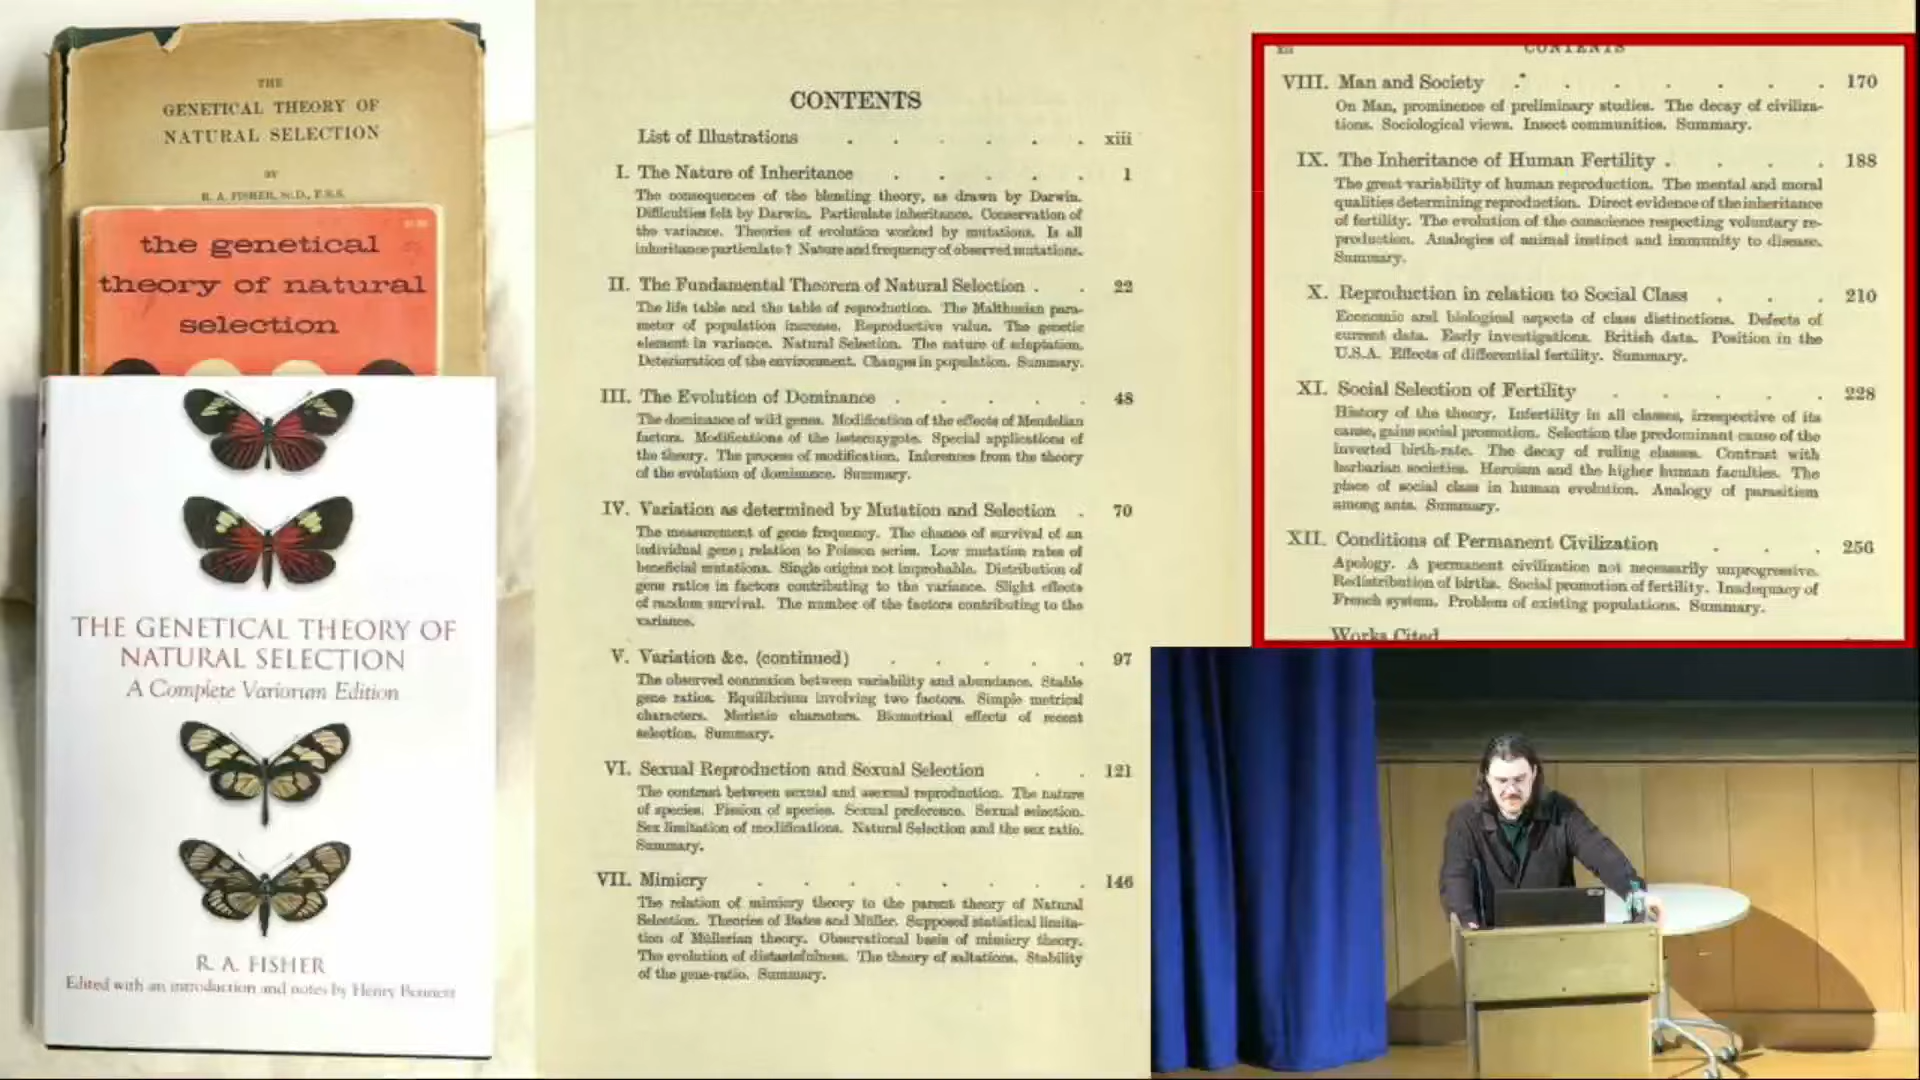 THE
GENETICAL THEORY OF
NATURAL SELECTION
BY
R. A. FISHER, Sc.D., F.R.S.
the genetical
theory of natural
selection
THE GENETICAL THEORY OF
NATURAL SELECTION
A Complete Variorum Edition
R. A. FISHER
Edited with an introduction and notes by Henry Bennett
CONTENTS
List of Illustrations . . . . . . xiii
I. The Nature of Inheritance . . . . . 1
The consequences of the blending theory, as drawn by Darwin.
Difficulties felt by Darwin. Particulate inheritance. Conservation of
the variance. Theories of evolution worked by mutations. Is all
inheritance particulate? Nature and frequency of observed mutations.
II. The Fundamental Theorem of Natural Selection . . 22
The life table and the table of reproduction. The Malthusian para-
meter of population increase. Reproductive value. The genetic
element in variance. Natural Selection. The nature of adaptation.
Deterioration of the environment. Changes in population. Summary.
III. The Evolution of Dominance . . . . . 48
The dominance of wild genes. Modification of the effects of Mendelian
factors. Modifications of the heterozygote. Special applications of
the theory. The process of modification. Inferences from the theory
of the evolution of dominance. Summary.
IV. Variation as determined by Mutation and Selection . 70
The measurement of gene frequency. The chance of survival of an
individual gene; relation to Poisson series. Low mutation rates of
beneficial mutations. Single origins not improbable. Distribution of
gene ratios in factors contributing to the variance. Slight effects
of random survival. The number of the factors contributing to the
variance.
V. Variation &c. (continued) . . . . . 97
The observed connexion between variability and abundance. Stable
gene ratios. Equilibrium involving two factors. Simple metrical
characters. Meristic characters. Biometrical effects of recent
selection. Summary.
VI. Sexual Reproduction and Sexual Selection . . 121
The contrast between sexual and asexual reproduction. The nature
of species. Fission of species. Sexual preference. Sexual selection.
Sex limitation of modifications. Natural Selection and the sex ratio.
Summary.
VII. Mimicry . . . . . . . . 146
The relation of mimicry theory to the parent theory of Natural
Selection. Theories of Bates and Müller. Supposed statistical limita-
tion of Müllerian theory. Observational basis of mimicry theory.
The evolution of distastefulness. The theory of saltations. Stability
of the gene-ratio. Summary.
xii CONTENTS
VIII. Man and Society . . . . . . . 170
On Man, prominence of preliminary studies. The decay of civiliza-
tions. Sociological views. Insect communities. Summary.
IX. The Inheritance of Human Fertility . . . . 188
The great variability of human reproduction. The mental and moral
qualities determining reproduction. Direct evidence of the inheritance
of fertility. The evolution of the conscience respecting voluntary re-
production. Analogies of animal instinct and immunity to disease.
Summary.
X. Reproduction in relation to Social Class . . . 210
Economic and biological aspects of class distinctions. Defects of
current data. Early investigations. British data. Position in the
U.S.A. Effects of differential fertility. Summary.
XI. Social Selection of Fertility . . . . . 228
History of the theory. Infertility in all classes, irrespective of its
cause, gains social promotion. Selection the predominant cause of the
inverted birth-rate. The decay of ruling classes. Contrast with
barbarian societies. Heroism and the higher human faculties. The
place of social class in human evolution. Analogy of parasitism
among ants. Summary.
XII. Conditions of Permanent Civilization . . . 256
Apology. A permanent civilization not necessarily unprogressive.
Redistribution of births. Social promotion of fertility. Inadequacy of
French system. Problem of existing populations. Summary.
Works Cited